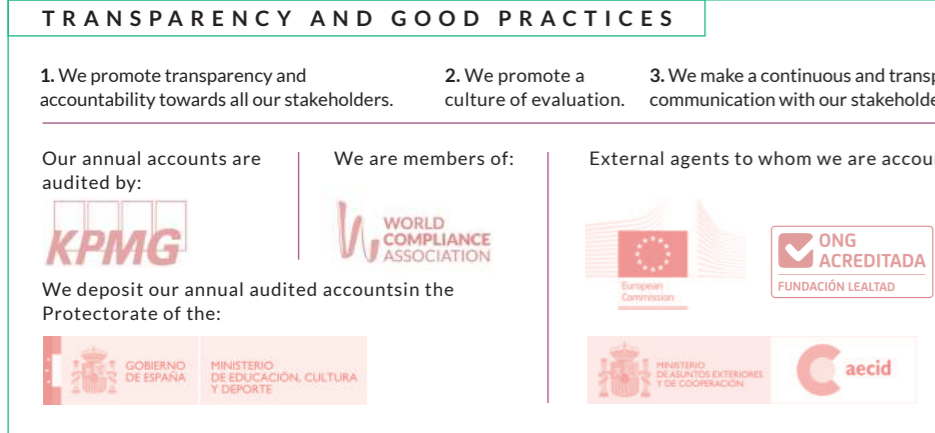 TRANSPARENCY AND GOOD PRACTICES
1. We promote transparency and
accountability towards all our stakeholders.
2. We promote a
culture of evaluation.
3. We make a continuous and
communication with our
Our annual accounts are
audited by:
KPMG
We are members of:
WORLD
COMPLIANCE
ASSOCIATION
We deposit our annual audited accountsin the
Protectorate of the:
GOBIERNO
DE ESPAÑA
MINISTERIO
DE EDUCACIÓN, CULTURA
Y DEPORTE
External agents to whom we are
European
Commission
ONG
ACREDITADA
FUNDACIÓN LEALTAD
MINISTERIO
DE ASUNTOS EXTERIORES
Y DE COOPERACIÓN
aecid